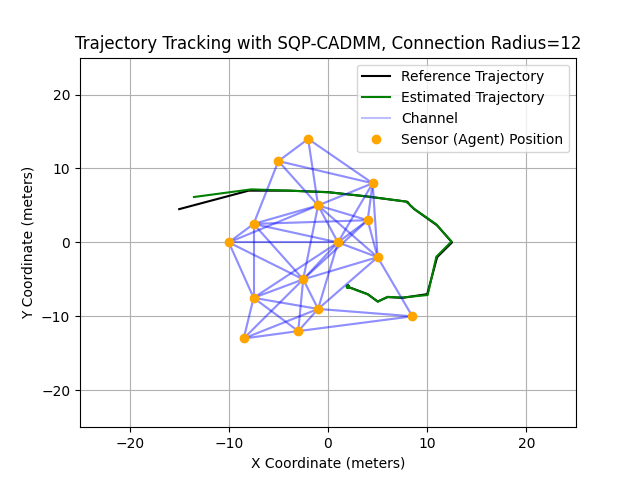 Trajectory Tracking with SQP-CADMM, Connection Radius=12
Reference Trajectory
Estimated Trajectory
Channel
Sensor (Agent) Position
Y Coordinate (meters)
20
10
0
−10
−20
−20
−10
0
10
20
X Coordinate (meters)